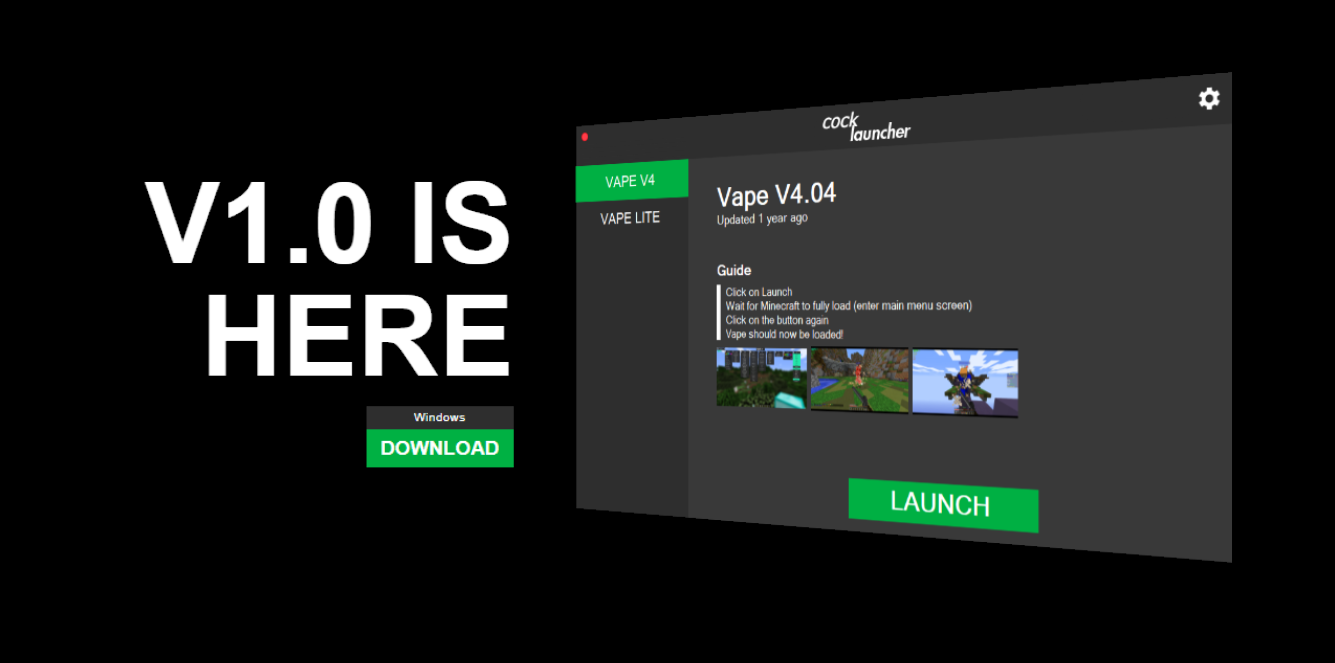 V1.0 IS
HERE
Windows
DOWNLOAD
cock
launcher
VAPE V4
VAPE LITE
Vape V4.04
Updated 1 year ago
Guide
Click on Launch
Wait for Minecraft to fully load (enter main menu screen)
Click on the button again
Vape should now be loaded!
LAUNCH